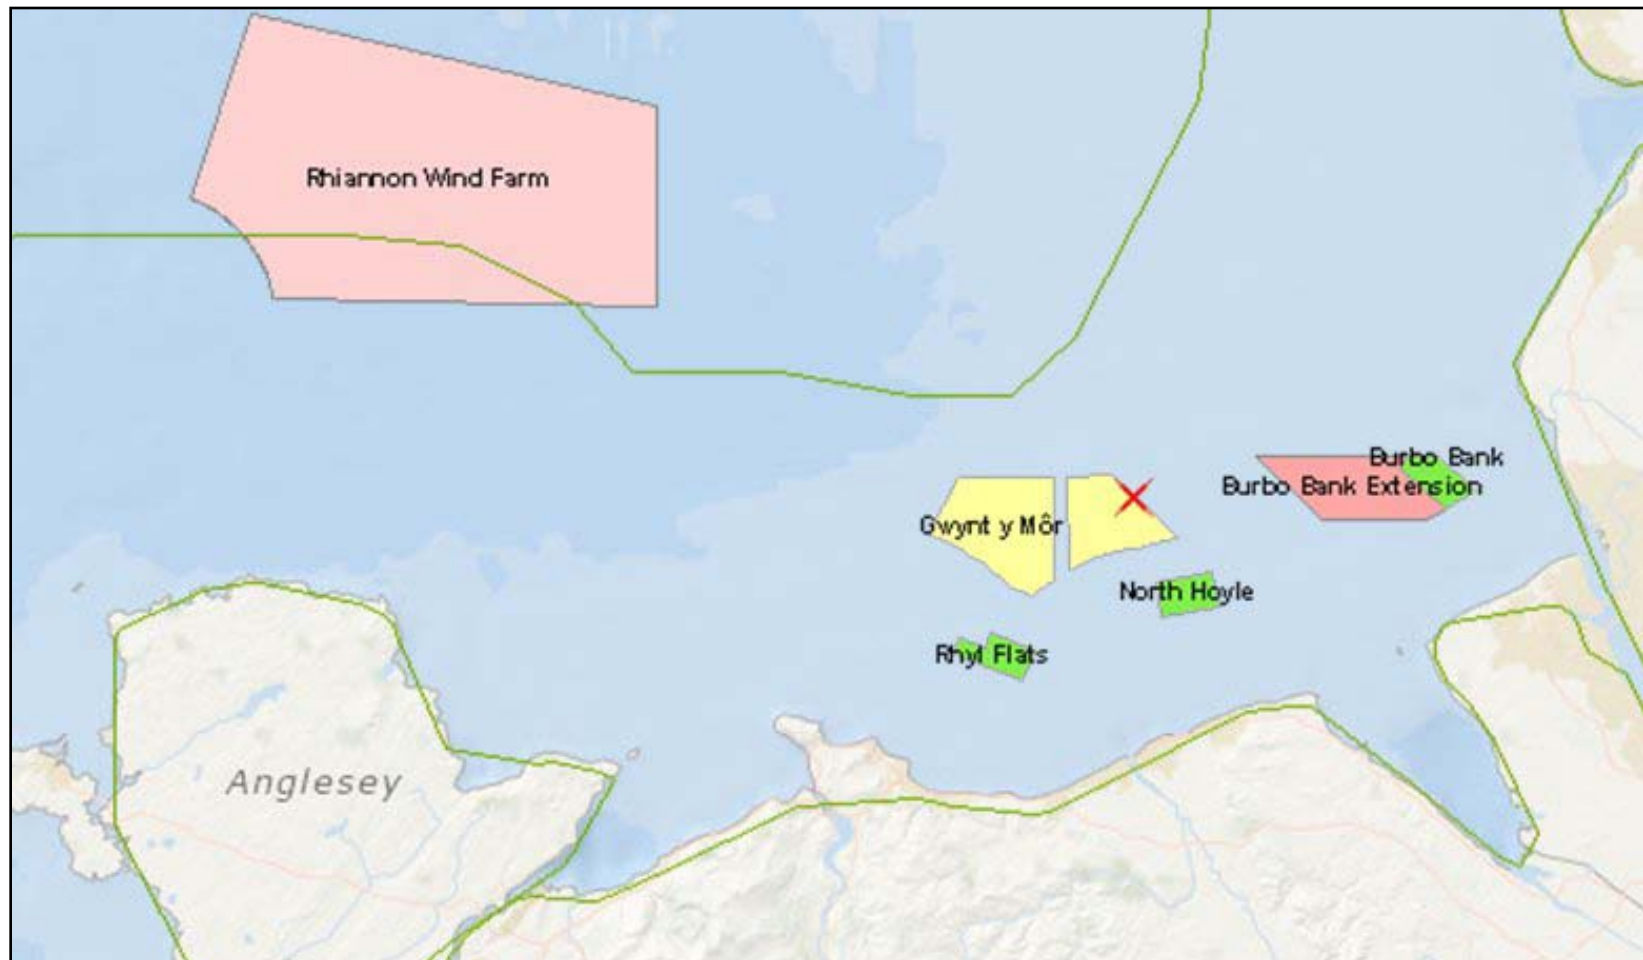 Rhiannon Wind Farm
Burbo Bank
Burbo Bank Extension
Gwynt y Môr
North Hoyle
Rhyl Flats
Anglesey